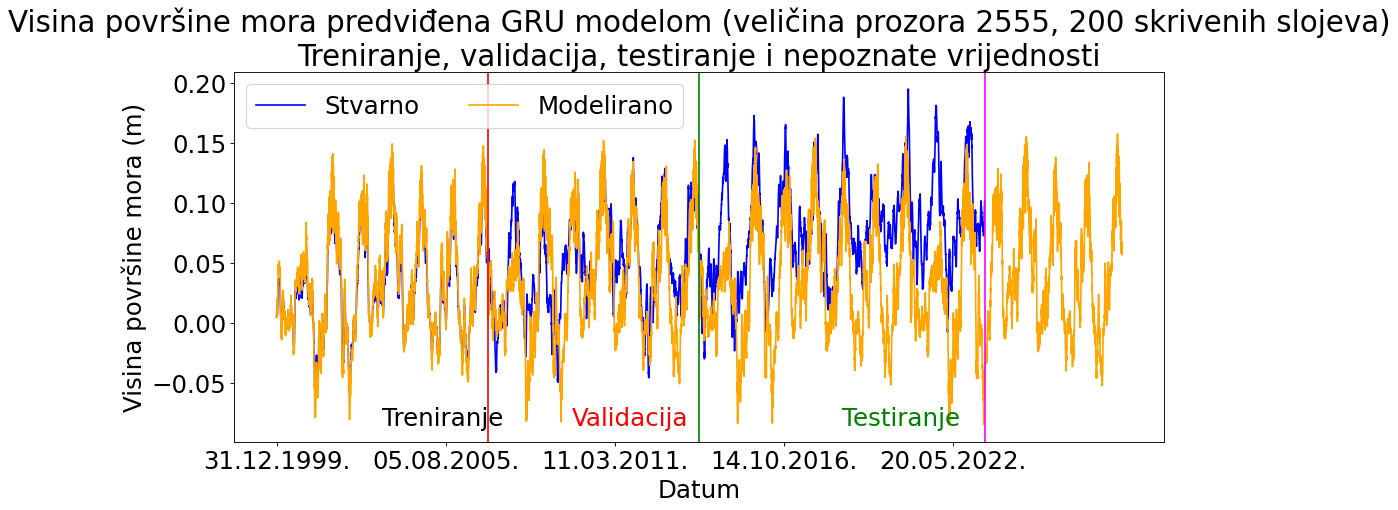 Visina površine mora predviđena GRU modelom (veličina prozora 2555, 200 skrivenih slojeva)
Treniranje, validacija, testiranje i nepoznate vrijednosti
Stvarno
Modelirano
Visina površine mora (m)
0.20
0.15
0.10
0.05
0.00
−0.05
Treniranje
Validacija
Testiranje
31.12.1999.
05.08.2005.
11.03.2011.
14.10.2016.
20.05.2022.
Datum